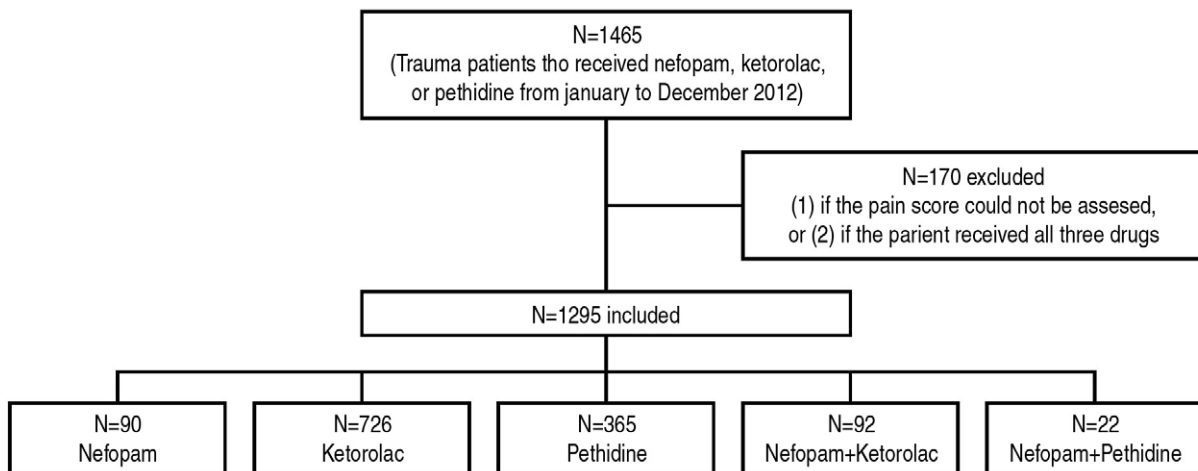 N=1465
(Trauma patients tho received nefopam, ketorolac,
or pethidine from january to December 2012)
N=170 excluded
(1) if the pain score could not be assesed,
or (2) if the parient received all three drugs
N=1295 included
N=90
Nefopam
N=726
Ketorolac
N=365
Pethidine
N=92
Nefopam+Ketorolac
N=22
Nefopam+Pethidine